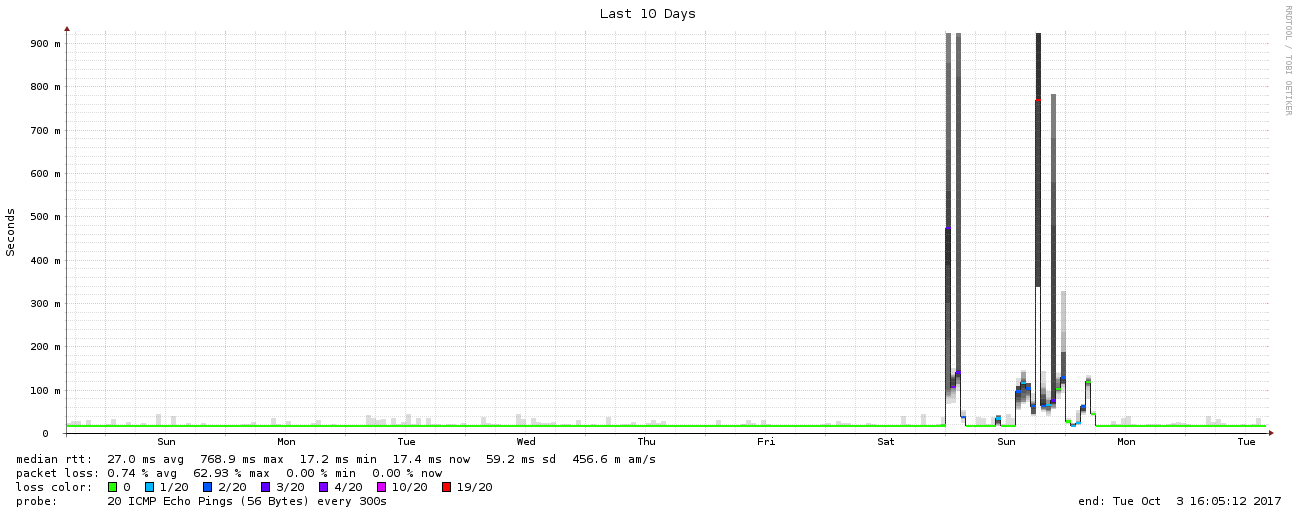 Last 10 Days
RRDTOOL / TOBI OETIKER
Seconds
900 m
800 m
700 m
600 m
500 m
400 m
300 m
200 m
100 m
0
Sun Mon Tue Wed Thu Fri Sat Sun Mon Tue
median rtt: 27.0 ms avg 768.9 ms max 17.2 ms min 17.4 ms now 59.2 ms sd 456.6 m am/s
packet loss: 0.74 % avg 62.93 % max 0.00 % min 0.00 % now
loss color: 0 1/20 2/20 3/20 4/20 10/20 19/20
probe: 20 ICMP Echo Pings (56 Bytes) every 300s end: Tue Oct 3 16:05:12 2017